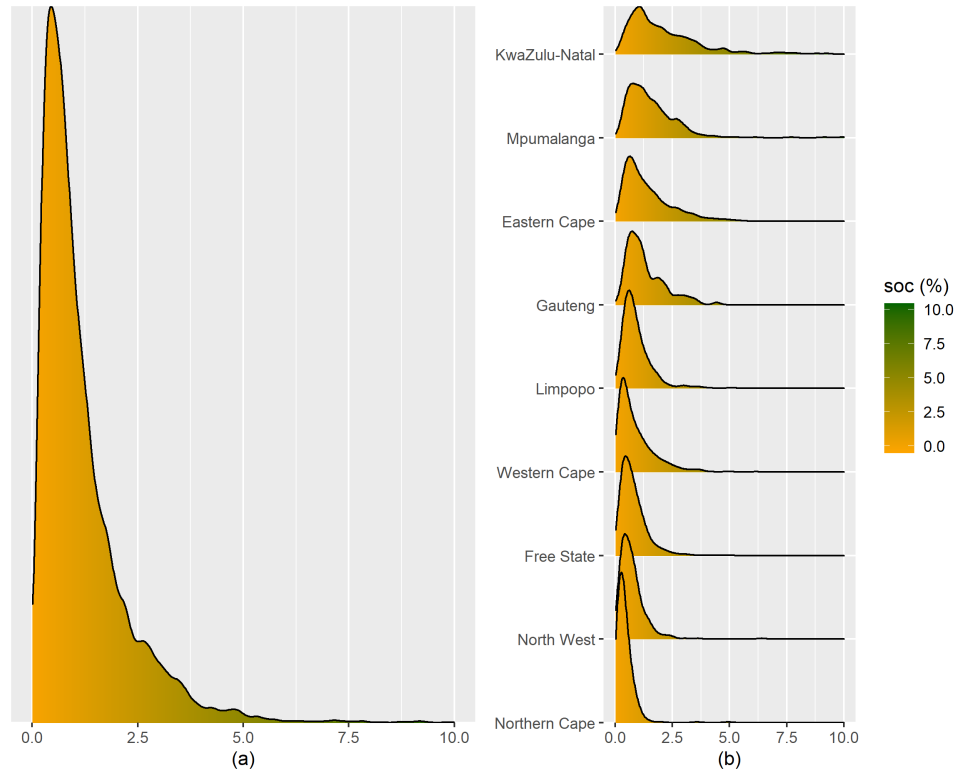 0.0 2.5 5.0 7.5 10.0
(a)
KwaZulu-Natal
Mpumalanga
Eastern Cape
Gauteng
Limpopo
Western Cape
Free State
North West
Northern Cape
0.0 2.5 5.0 7.5 10.0
(b)
soc (%)
10.0
7.5
5.0
2.5
0.0